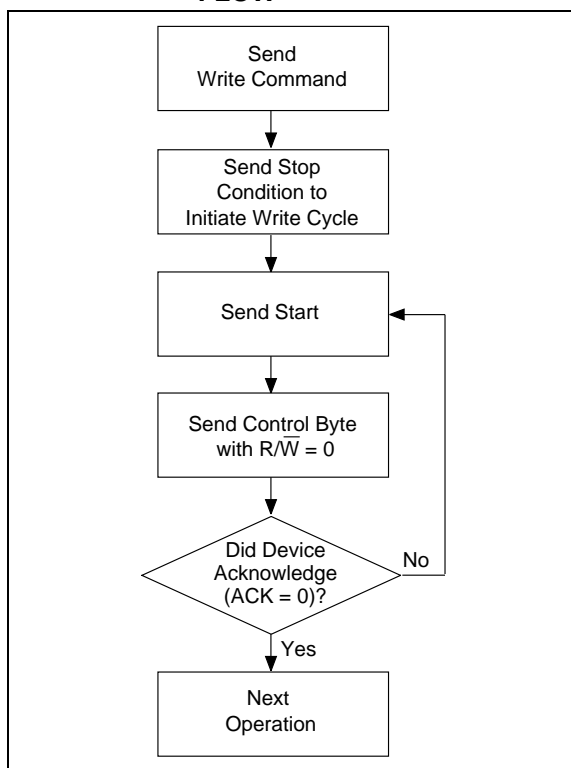 Send
Write Command
Send Stop
Condition to
Initiate Write Cycle
Send Start
Send Control Byte
with R/W̅ = 0
Did Device
Acknowledge
(ACK = 0)?
No
Yes
Next
Operation